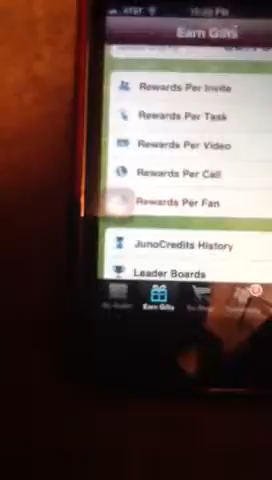 AT&T
Earn Gifts
Rewards Per Invite
Rewards Per Task
Rewards Per Video
Rewards Per Call
Rewards Per Fan
JunoCredits History
Leader Boards
Earn Gifts